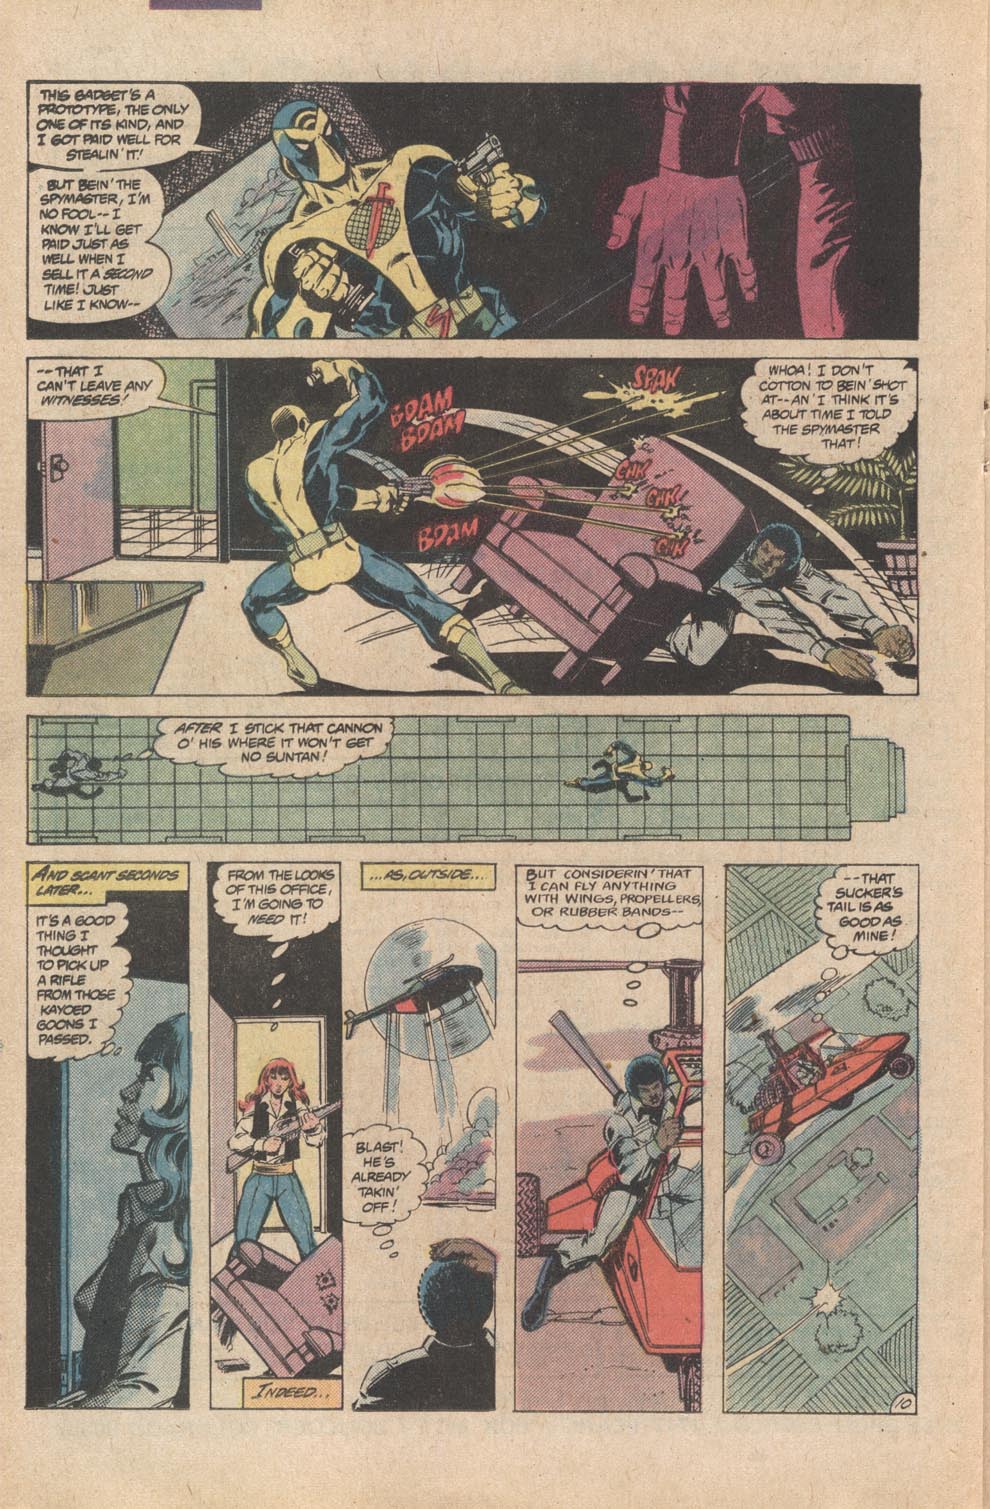 THIS GADGET'S A
PROTOTYPE, THE ONLY
ONE OF ITS KIND, AND
I GOT PAID WELL FOR
STEALIN' IT!
BUT BEIN' THE
SPYMASTER, I'M
NO FOOL-- I
KNOW I'LL GET
PAID JUST AS
WELL WHEN I
SELL IT A SECOND
TIME! JUST
LIKE I KNOW--
--THAT I
CAN'T LEAVE ANY
WITNESSES!
BDAM
BDAM
BDAM
SPAK
CHK
CHK
CHK
WHOA! I DON'T
COTTON TO BEIN' SHOT
AT--AN' I THINK IT'S
ABOUT TIME I TOLD
THE SPYMASTER
THAT!
AFTER I STICK THAT CANNON
O' HIS WHERE IT WON'T GET
NO SUNTAN!
AND SCANT SECONDS
LATER...
IT'S A GOOD
THING I
THOUGHT
TO PICK UP
A RIFLE
FROM THOSE
KAYOED
GOONS I
PASSED.
FROM THE LOOKS
OF THIS OFFICE,
I'M GOING TO
NEED IT!
INDEED...
...AS, OUTSIDE...
BLAST!
HE'S
ALREADY
TAKIN'
OFF!
BUT CONSIDERIN' THAT
I CAN FLY ANYTHING
WITH WINGS, PROPELLERS,
OR RUBBER BANDS--
--THAT
SUCKER'S
TAIL IS AS
GOOD AS
MINE!
10